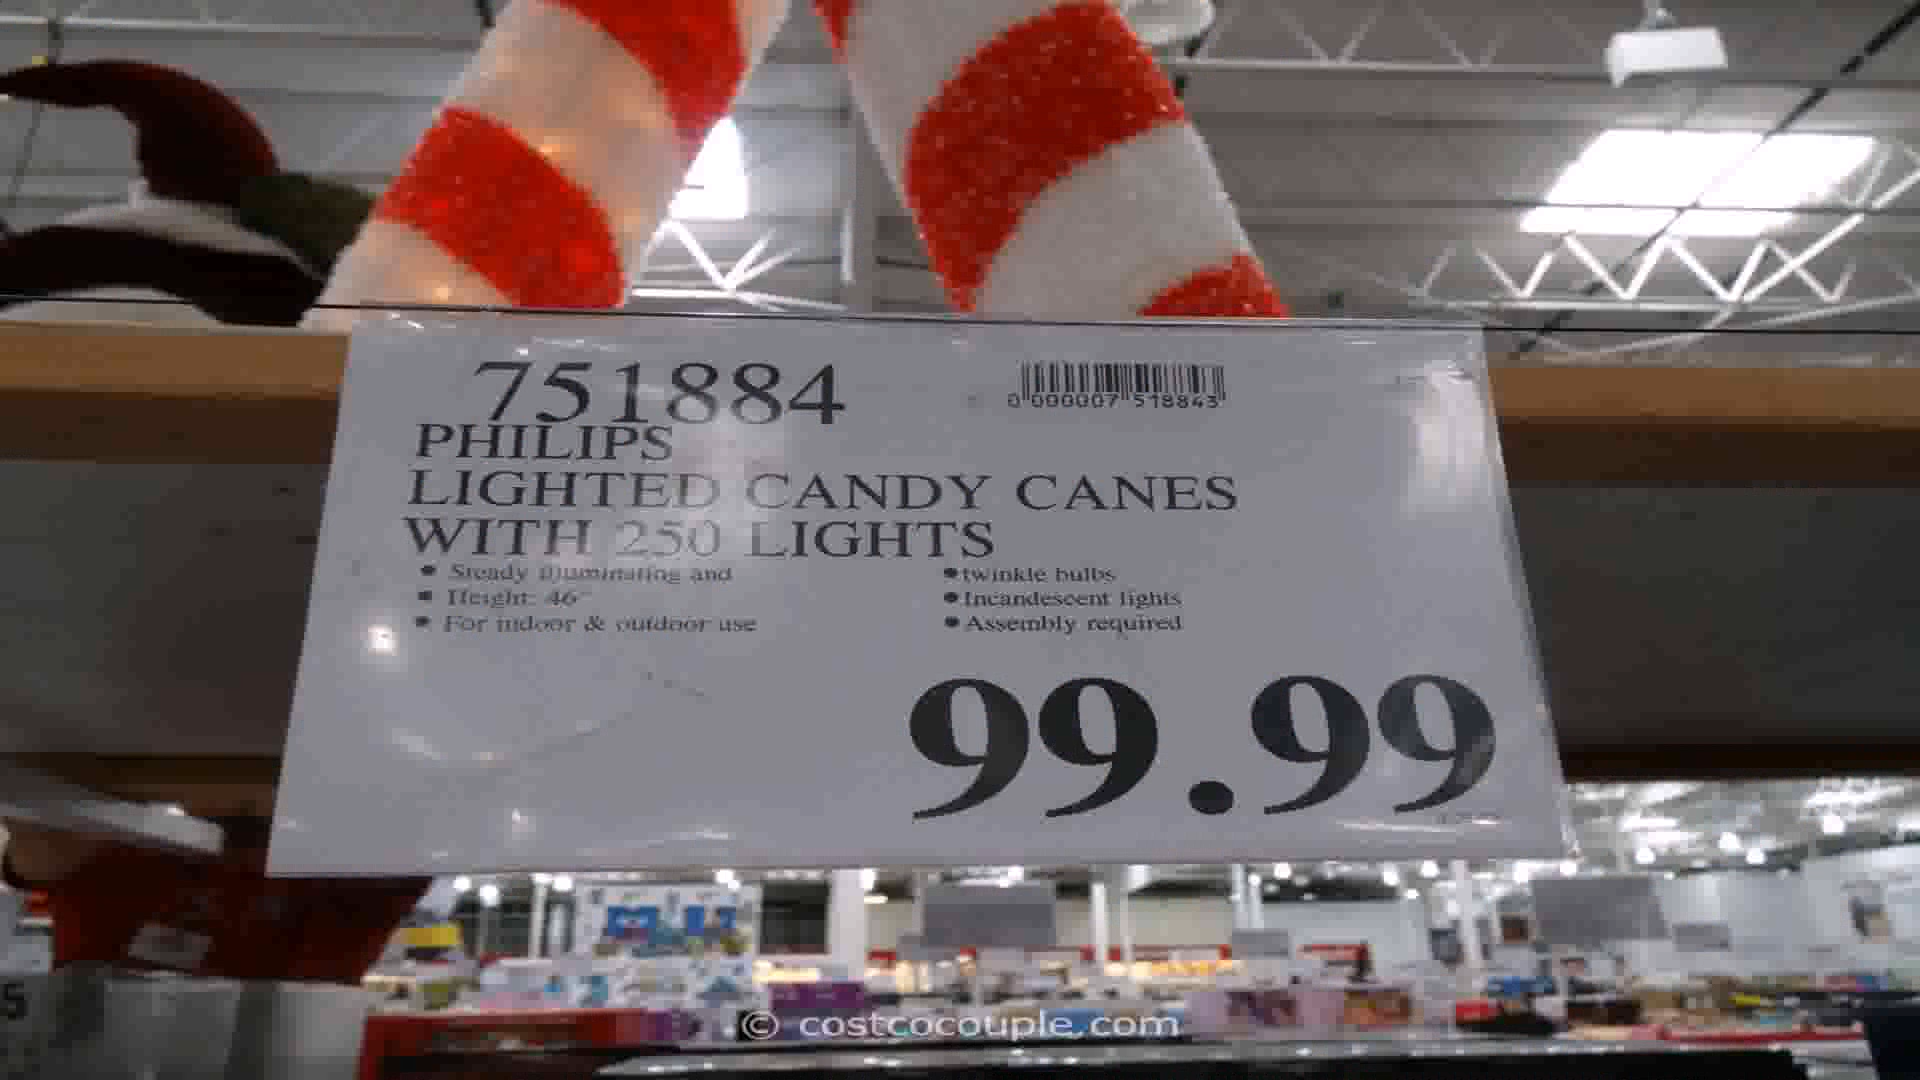 751884
0 000007 518843
PHILIPS
LIGHTED CANDY CANES
WITH 250 LIGHTS
• Steady illuminating and
• Height: 46"
• For indoor & outdoor use
• twinkle bulbs
• Incandescent lights
• Assembly required
99.99
5
© costcocouple.com